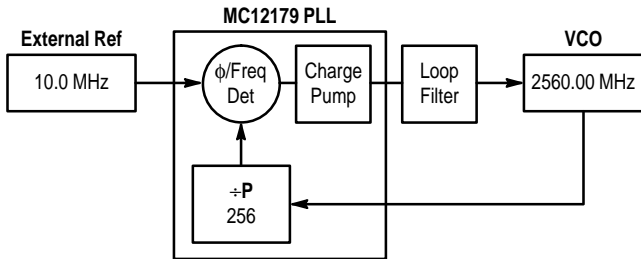 MC12179 PLL
External Ref
VCO
10.0 MHz
ϕ/Freq
Det
Charge
Pump
Loop
Filter
2560.00 MHz
÷P
256